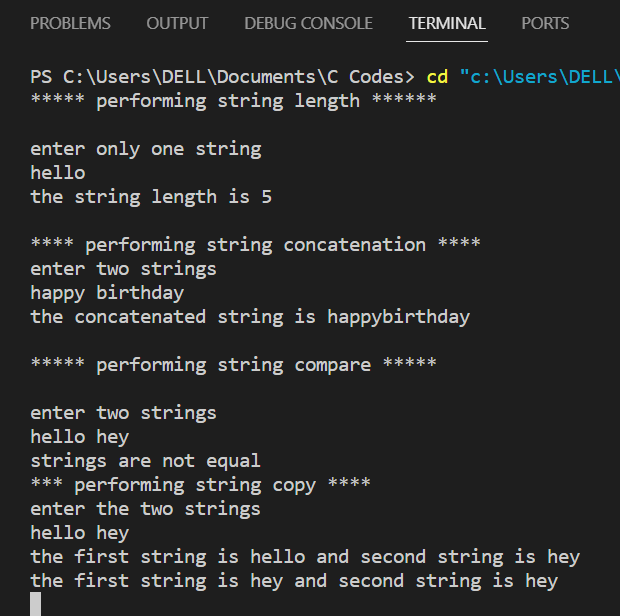 PROBLEMS OUTPUT DEBUG CONSOLE TERMINAL PORTS
PS C:\Users\DELL\Documents\C Codes> cd "c:\Users\DELL\
***** performing string length ******
enter only one string
hello
the string length is 5
**** performing string concatenation ****
enter two strings
happy birthday
the concatenated string is happybirthday
***** performing string compare *****
enter two strings
hello hey
strings are not equal
*** performing string copy ****
enter the two strings
hello hey
the first string is hello and second string is hey
the first string is hey and second string is hey